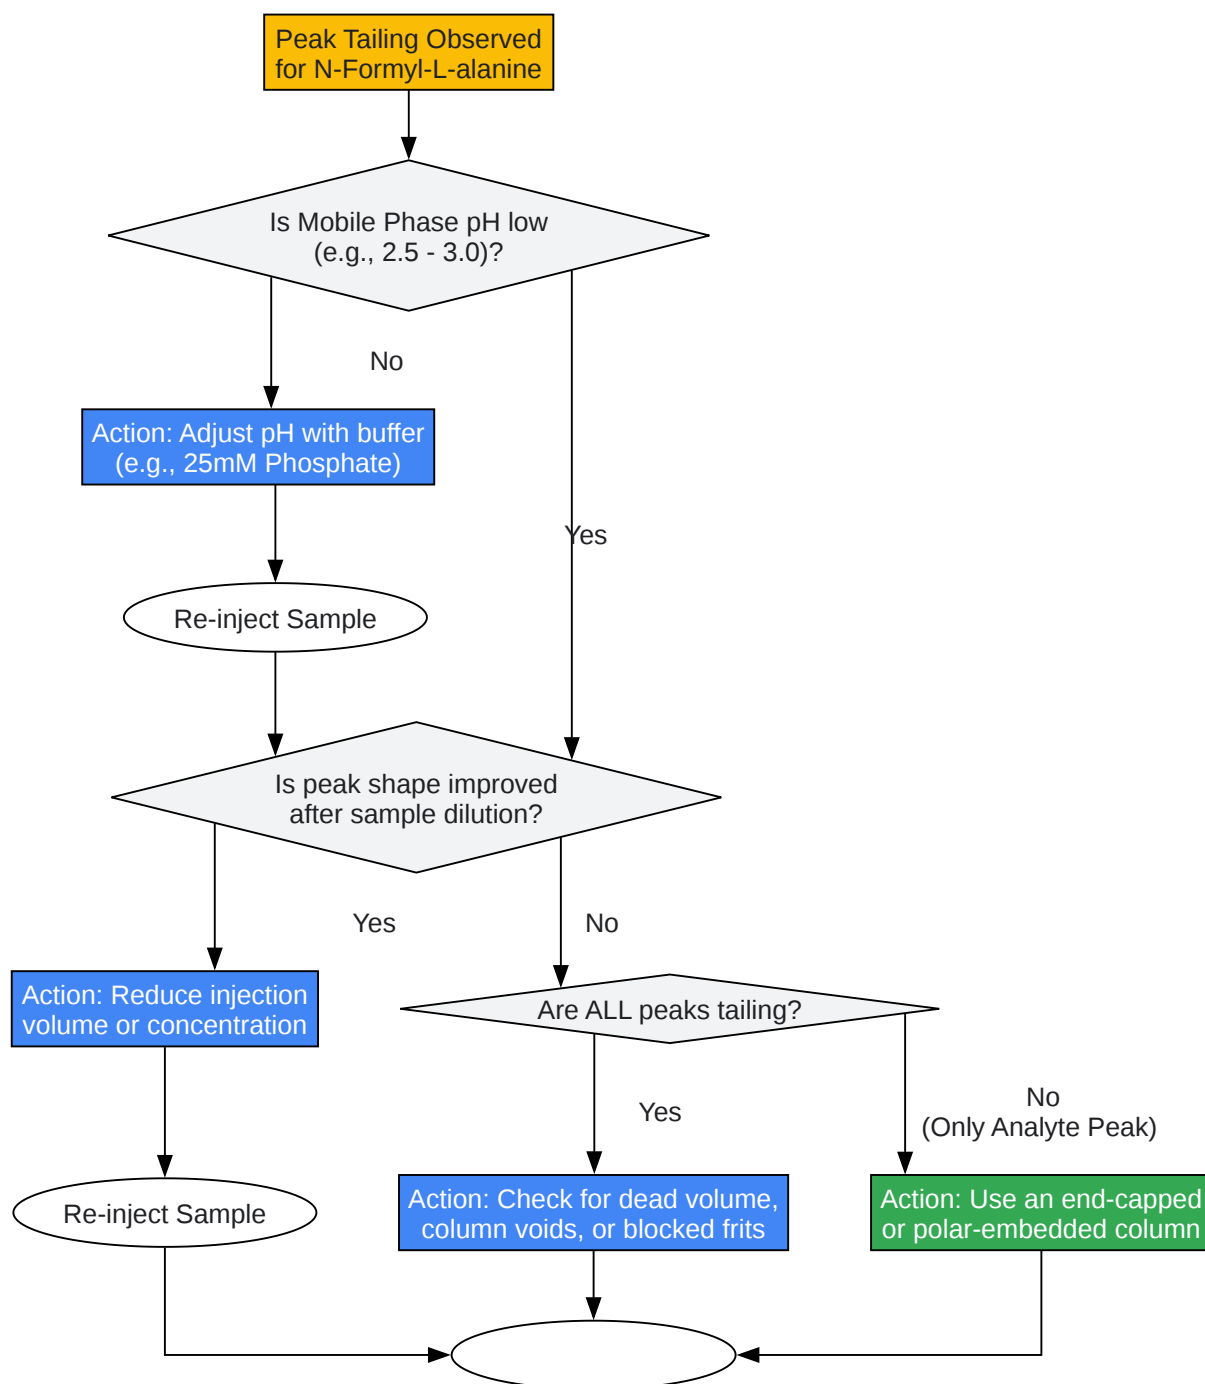 Peak Tailing Observed
for N-Formyl-L-alanine
Is Mobile Phase pH low
(e.g., 2.5 - 3.0)?
No
Action: Adjust pH with buffer
(e.g., 25mM Phosphate)
Yes
Re-inject Sample
Is peak shape improved
after sample dilution?
Yes
No
Action: Reduce injection
volume or concentration
Are ALL peaks tailing?
Yes
No
(Only Analyte Peak)
Re-inject Sample
Action: Check for dead volume,
column voids, or blocked frits
Action: Use an end-capped
or polar-embedded column